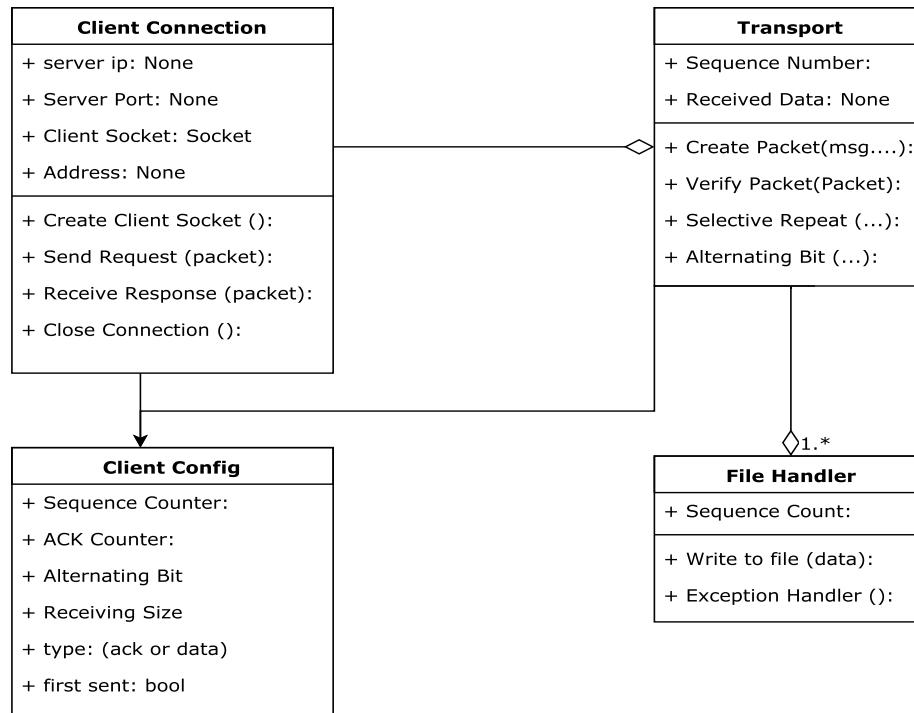 Client Connection
+ server ip: None
+ Server Port: None
+ Client Socket: Socket
+ Address: None
+ Create Client Socket ():
+ Send Request (packet):
+ Receive Response (packet):
+ Close Connection ():
Transport
+ Sequence Number:
+ Received Data: None
+ Create Packet(msg....):
+ Verify Packet(Packet):
+ Selective Repeat (...):
+ Alternating Bit (...):
1.*
Client Config
+ Sequence Counter:
+ ACK Counter:
+ Alternating Bit
+ Receiving Size
+ type: (ack or data)
+ first sent: bool
File Handler
+ Sequence Count:
+ Write to file (data):
+ Exception Handler ():